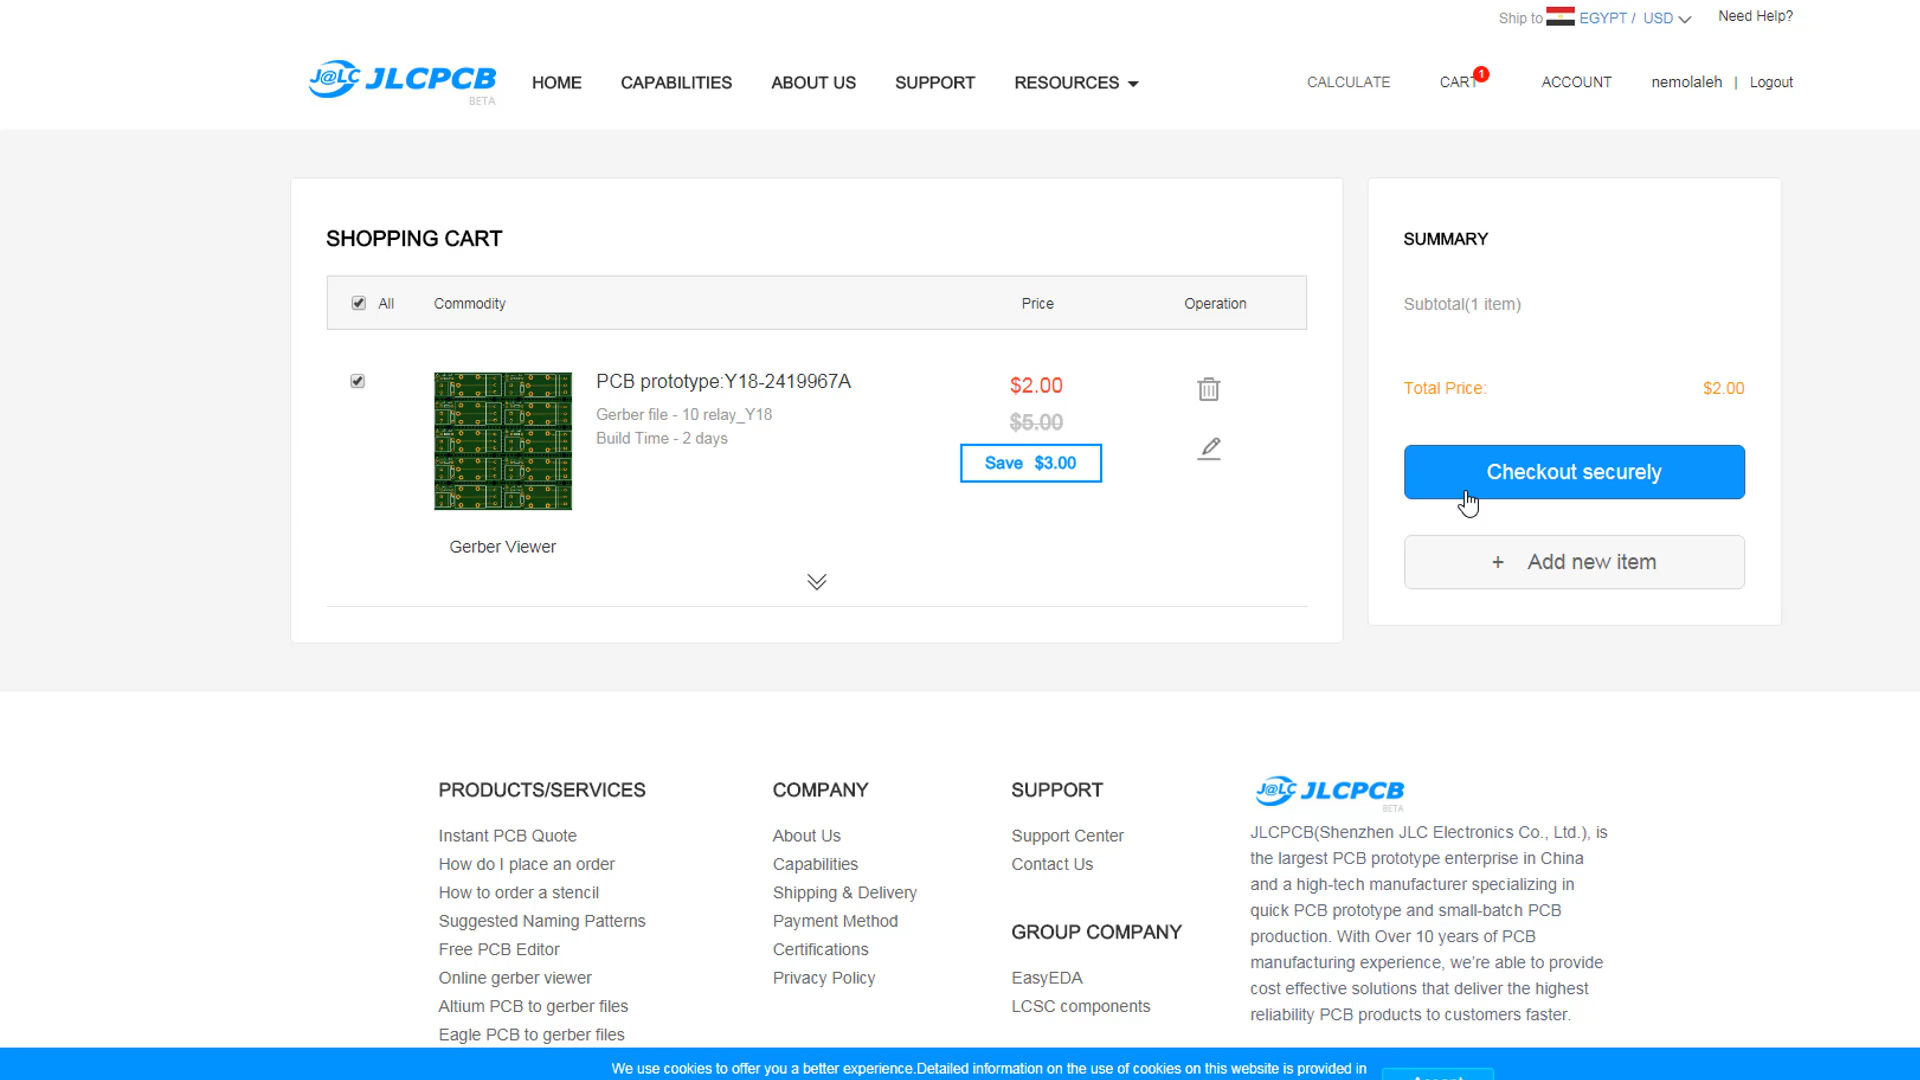 Ship to EGYPT / USD Need Help?
J@LC JLCPCB
BETA
HOME CAPABILITIES ABOUT US SUPPORT RESOURCES CALCULATE CART 1 ACCOUNT nemolaleh | Logout
SHOPPING CART
All Commodity Price Operation
PCB prototype:Y18-2419967A
Gerber file - 10 relay_Y18
Build Time - 2 days
$2.00
$5.00
Save $3.00
Gerber Viewer
SUMMARY
Subtotal(1 item)
Total Price: $2.00
Checkout securely
+ Add new item
PRODUCTS/SERVICES
Instant PCB Quote
How do I place an order
How to order a stencil
Suggested Naming Patterns
Free PCB Editor
Online gerber viewer
Altium PCB to gerber files
Eagle PCB to gerber files
COMPANY
About Us
Capabilities
Shipping & Delivery
Payment Method
Certifications
Privacy Policy
SUPPORT
Support Center
Contact Us
GROUP COMPANY
EasyEDA
LCSC components
J@LC JLCPCB
BETA
JLCPCB(Shenzhen JLC Electronics Co., Ltd.), is
the largest PCB prototype enterprise in China
and a high-tech manufacturer specializing in
quick PCB prototype and small-batch PCB
production. With Over 10 years of PCB
manufacturing experience, we're able to provide
cost effective solutions that deliver the highest
reliability PCB products to customers faster.
We use cookies to offer you a better experience.Detailed information on the use of cookies on this website is provided in